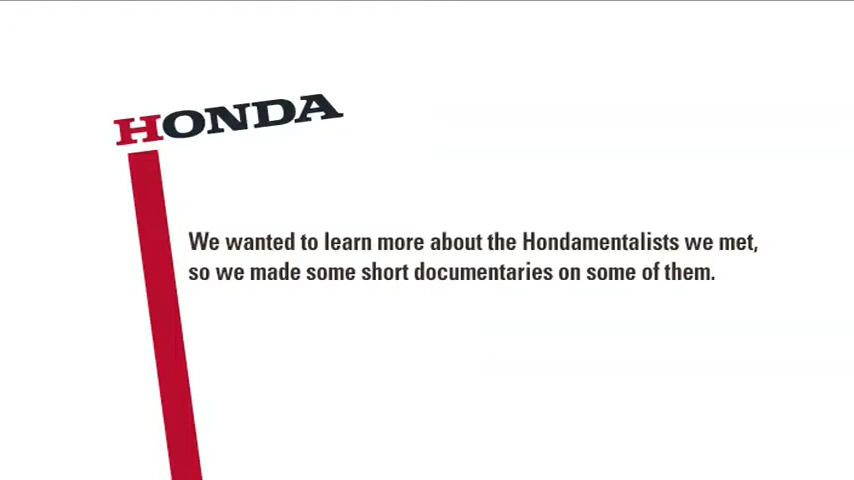 HONDA
We wanted to learn more about the Hondamentalists we met,
so we made some short documentaries on some of them.